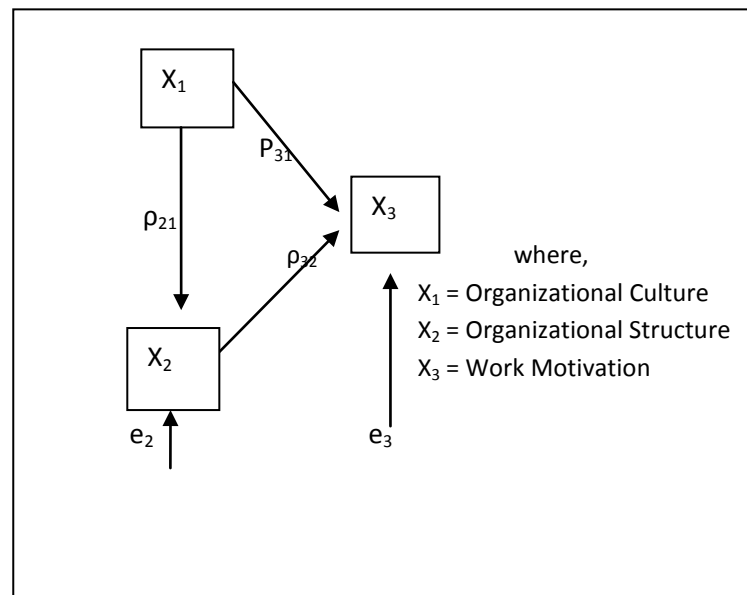 X₁
P₃₁
X₃
ρ₂₁
ρ₃₂
where,
X₁ = Organizational Culture
X₂ = Organizational Structure
X₂
X₃ = Work Motivation
e₂
e₃